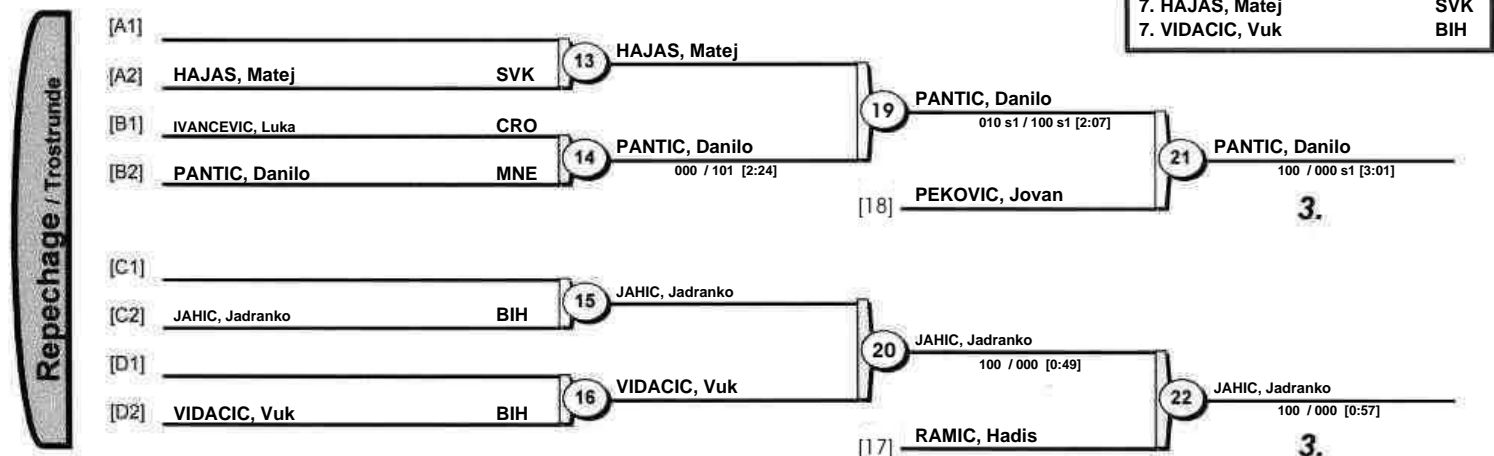 7. HAJAS, Matej SVK
7. VIDACIC, Vuk BIH
Repechage / Trostrunde
[A1]
[A2] HAJAS, Matej SVK
13
HAJAS, Matej
[B1] IVANCEVIC, Luka CRO
[B2] PANTIC, Danilo MNE
14
PANTIC, Danilo
000 / 101 [2:24]
19
PANTIC, Danilo
010 s1 / 100 s1 [2:07]
[18] PEKOVIC, Jovan
21
PANTIC, Danilo
100 / 000 s1 [3:01]
3.
[C1]
[C2] JAHIC, Jadranko BIH
15
JAHIC, Jadranko
[D1]
[D2] VIDACIC, Vuk BIH
16
VIDACIC, Vuk
20
JAHIC, Jadranko
100 / 000 [0:49]
[17] RAMIC, Hadis
22
JAHIC, Jadranko
100 / 000 [0:57]
3.